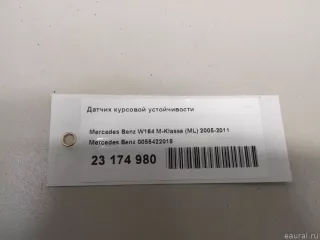 Датчик курсовой устойчивости
Mercedes Benz W164 M-Klasse (ML) 2005-2011
Mercedes Benz 0055422018
23 174 980
eaural.ru